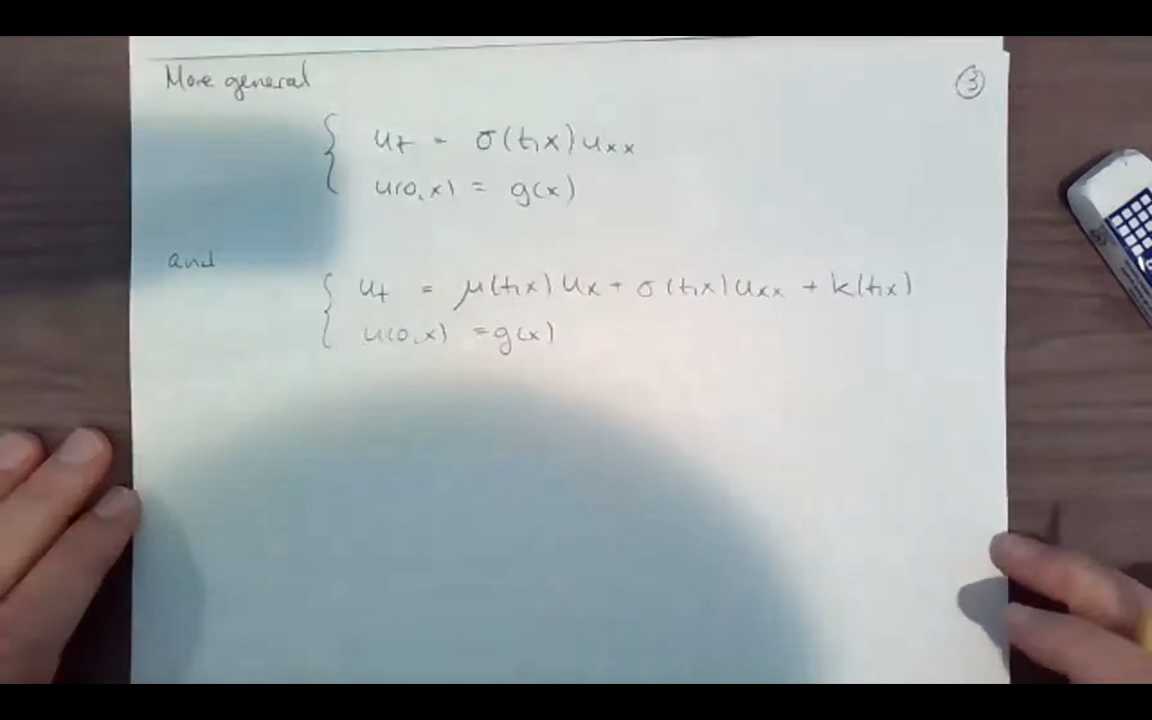 More general
③
u_t = σ(t,x) u_xx
u(0,x) = g(x)
and
u_t = μ(t,x) u_x + σ(t,x) u_xx + k(t,x)
u(0,x) = g(x)